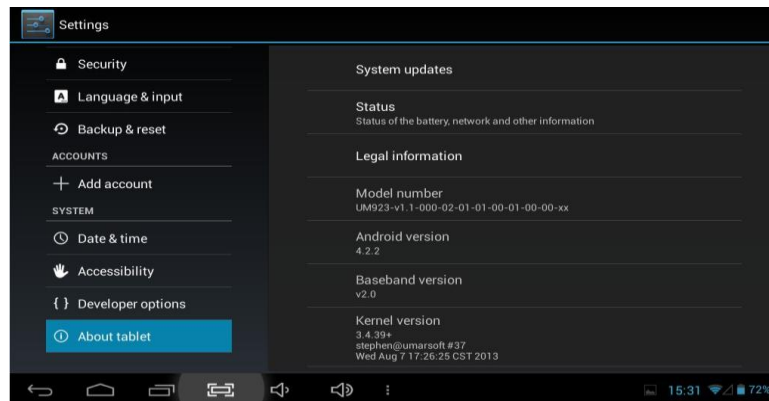 Settings
Security
Language & input
Backup & reset
ACCOUNTS
Add account
SYSTEM
Date & time
Accessibility
{ } Developer options
About tablet
System updates
Status
Status of the battery, network and other information
Legal information
Model number
UM923-v1.1-000-02-01-01-00-01-00-00-xx
Android version
4.2.2
Baseband version
v2.0
Kernel version
3.4.39+
stephen@umarsoft #37
Wed Aug 7 17:26:25 CST 2013
15:31 72%